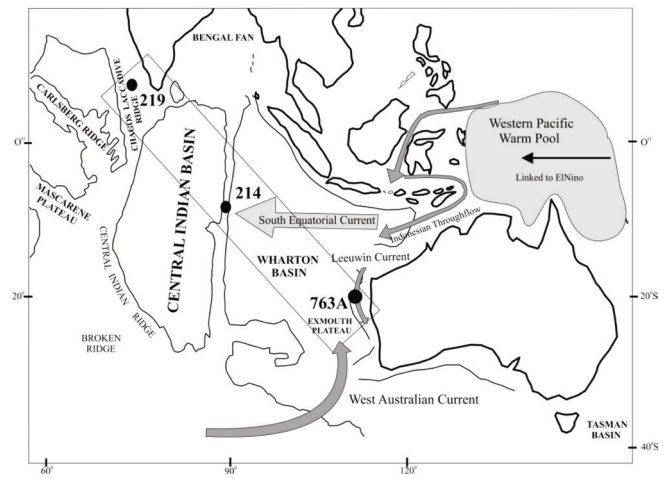 BENGAL FAN
219
CHAGOS LACCADIVE
RIDGE
CARLSBERG RIDGE
Western Pacific
Warm Pool
Linked to ElNino
0°
0°
MASCARENE
PLATEAU
CENTRAL INDIAN BASIN
214
South Equatorial Current
Indonesian Throughflow
CENTRAL INDIAN RIDGE
WHARTON
BASIN
Leeuwin Current
20°
20°
763A
EXMOUTH
PLATEAU
BROKEN
RIDGE
West Australian Current
TASMAN
BASIN
40°S
40°S
60°
90°
120°